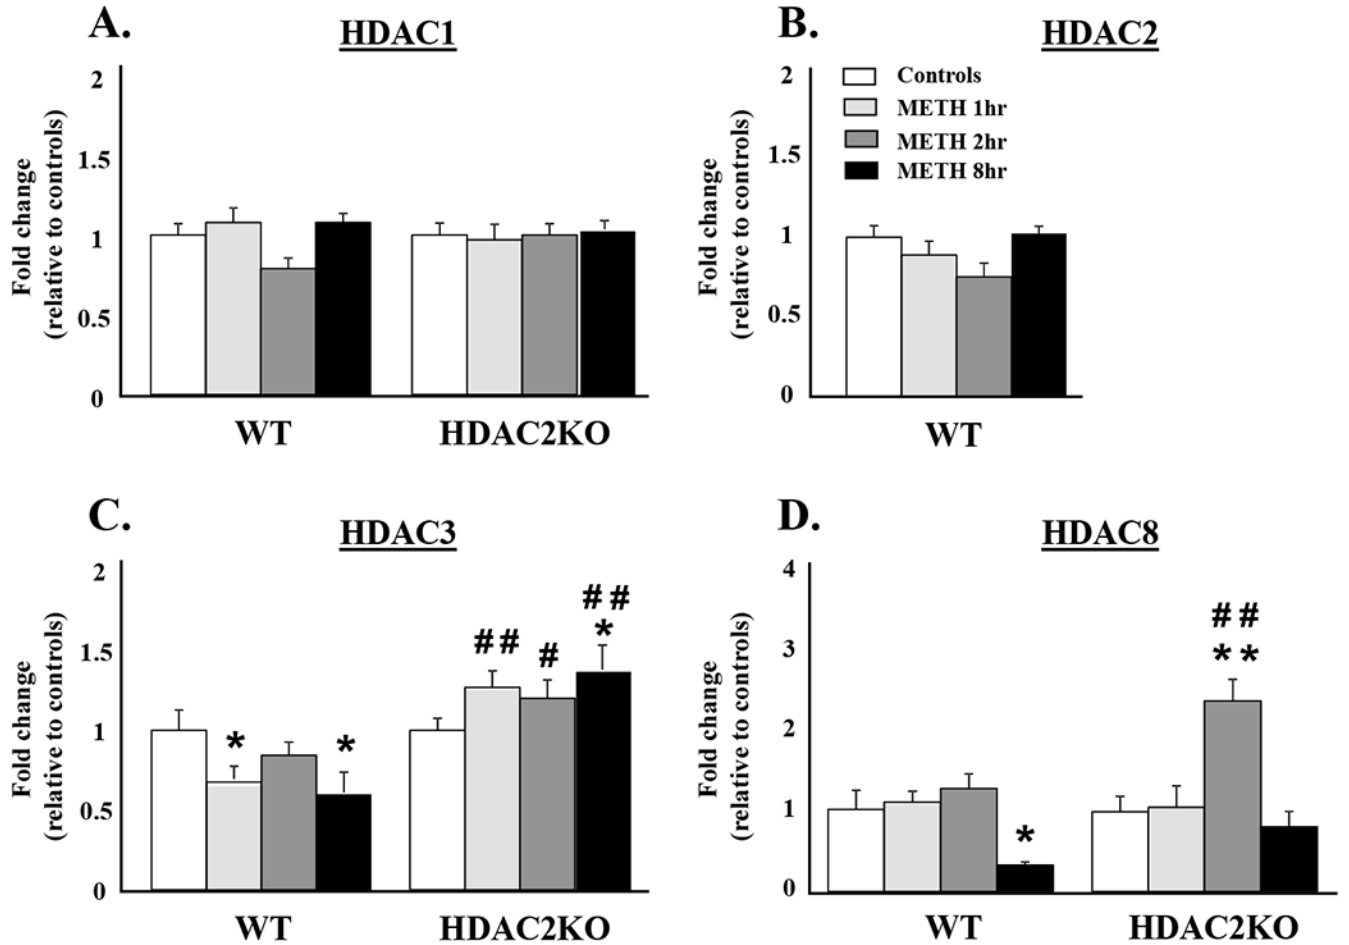 A.
HDAC1
Fold change
(relative to controls)
2
1.5
1
0.5
0
WT
HDAC2KO
B.
HDAC2
Controls
METH 1hr
METH 2hr
METH 8hr
Fold change
(relative to controls)
2
1.5
1
0.5
0
WT
C.
HDAC3
Fold change
(relative to controls)
2
1.5
1
0.5
0
*
*
##
#
##
*
WT
HDAC2KO
D.
HDAC8
Fold change
(relative to controls)
4
3
2
1
0
*
##
**
WT
HDAC2KO